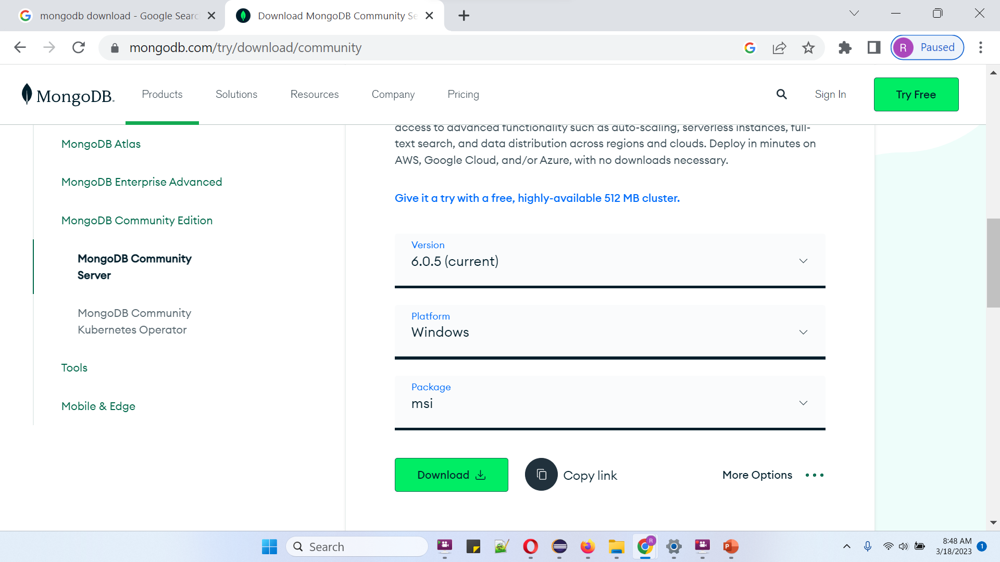 mongodb download - Google Searc
Download MongoDB Community Se
mongodb.com/try/download/community
R
Paused
MongoDB.
Products
Solutions
Resources
Company
Pricing
Sign In
Try Free
MongoDB Atlas
MongoDB Enterprise Advanced
MongoDB Community Edition
MongoDB Community
Server
MongoDB Community
Kubernetes Operator
Tools
Mobile & Edge
access to advanced functionality such as auto-scaling, serverless instances, full-
text search, and data distribution across regions and clouds. Deploy in minutes on
AWS, Google Cloud, and/or Azure, with no downloads necessary.
Give it a try with a free, highly-available 512 MB cluster.
Version
6.0.5 (current)
Platform
Windows
Package
msi
Download
Copy link
More Options
Search
R
8:48 AM
3/18/2023
1